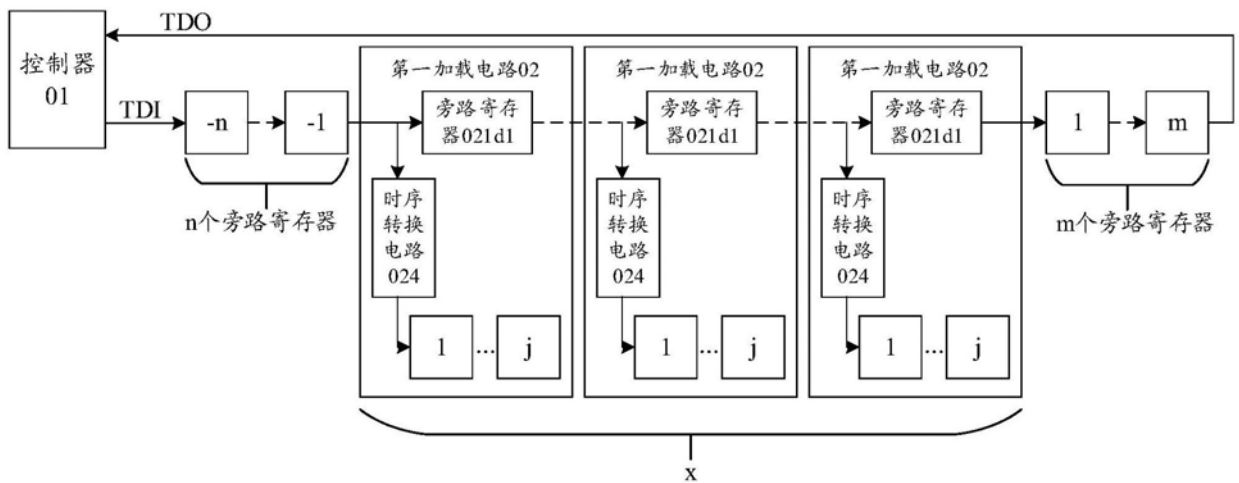 TDO
控制器
01
TDI
-n
-1
n个旁路寄存器
第一加载电路02
旁路寄存
器021d1
时序
转换
电路
024
1
...
j
第一加载电路02
旁路寄存
器021d1
时序
转换
电路
024
1
...
j
第一加载电路02
旁路寄存
器021d1
时序
转换
电路
024
1
...
j
1
m
m个旁路寄存器
x